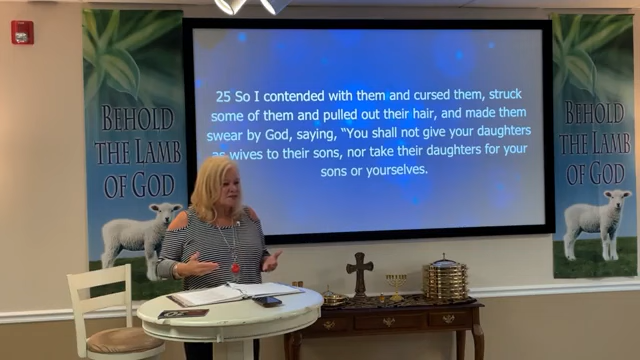 BEHOLD
THE LAMB
OF GOD
25 So I contended with them and cursed them, struck
some of them and pulled out their hair, and made them
swear by God, saying, “You shall not give your daughters
as wives to their sons, nor take their daughters for your
sons or yourselves.
BEHOLD
THE LAMB
OF GOD